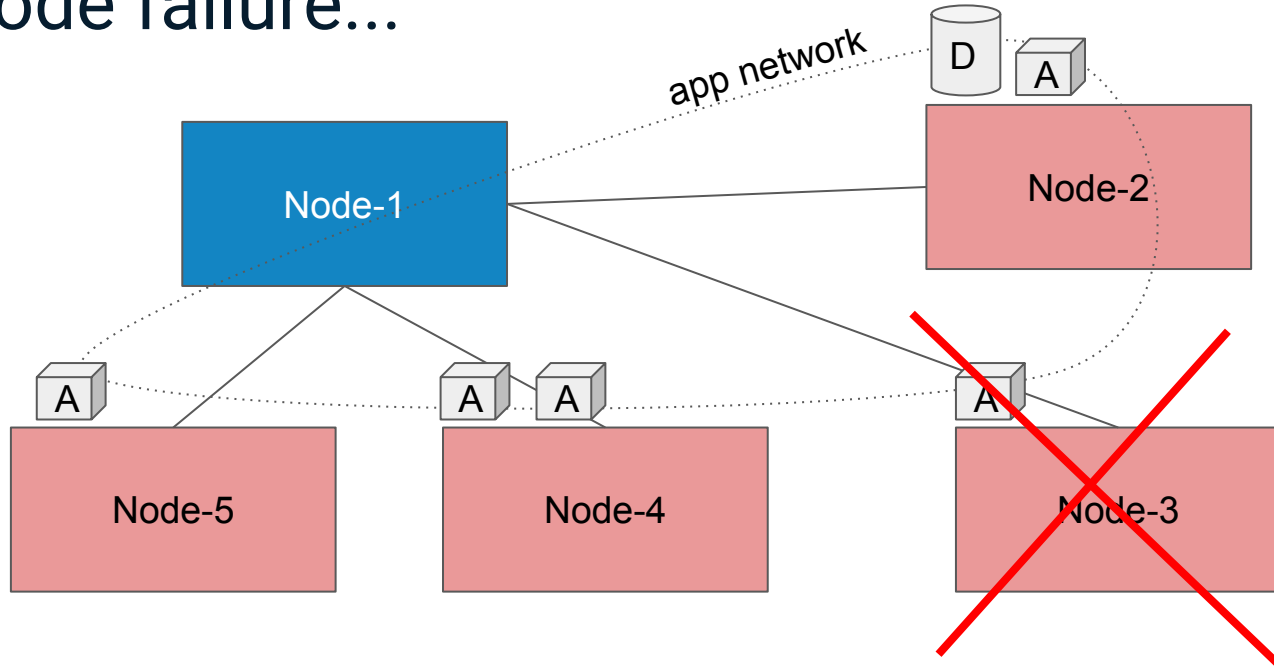 ode failure...
app network
D
A
Node-1
Node-2
A
A
A
A
Node-5
Node-4
Node-3